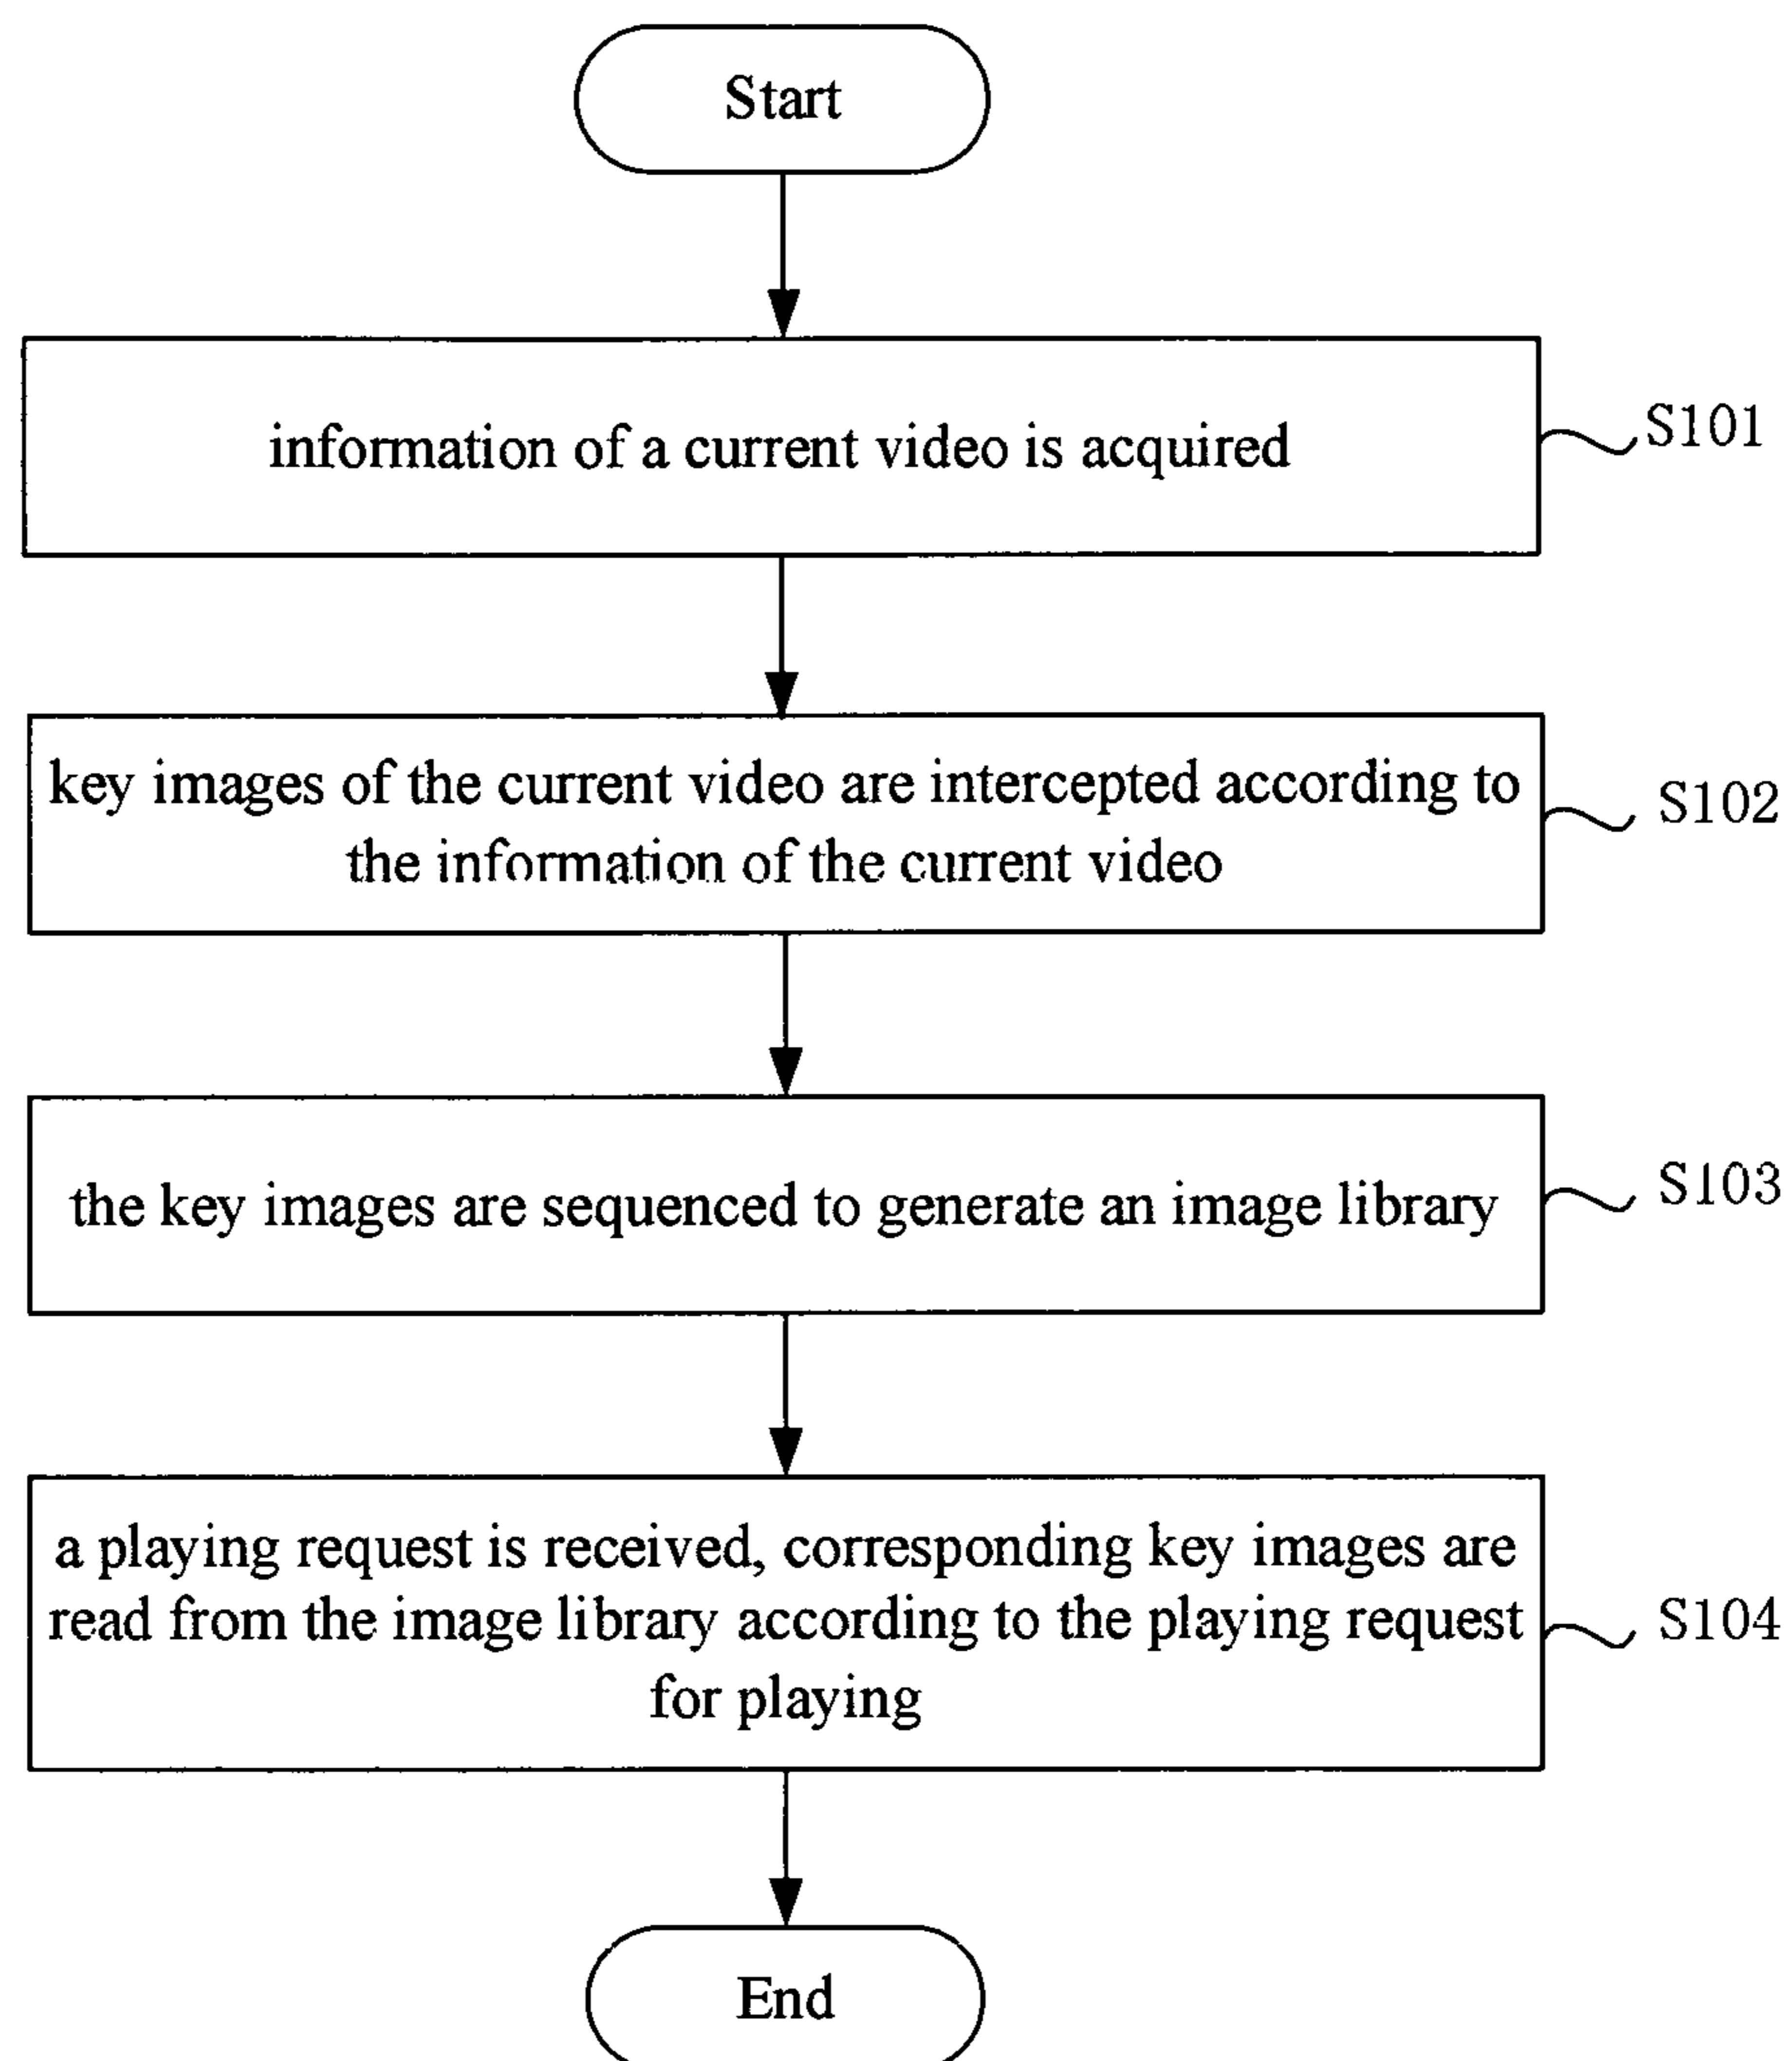 Start
information of a current video is acquired
S101
key images of the current video are intercepted according to
the information of the current video
S102
the key images are sequenced to generate an image library
S103
a playing request is received, corresponding key images are
read from the image library according to the playing request
for playing
S104
End